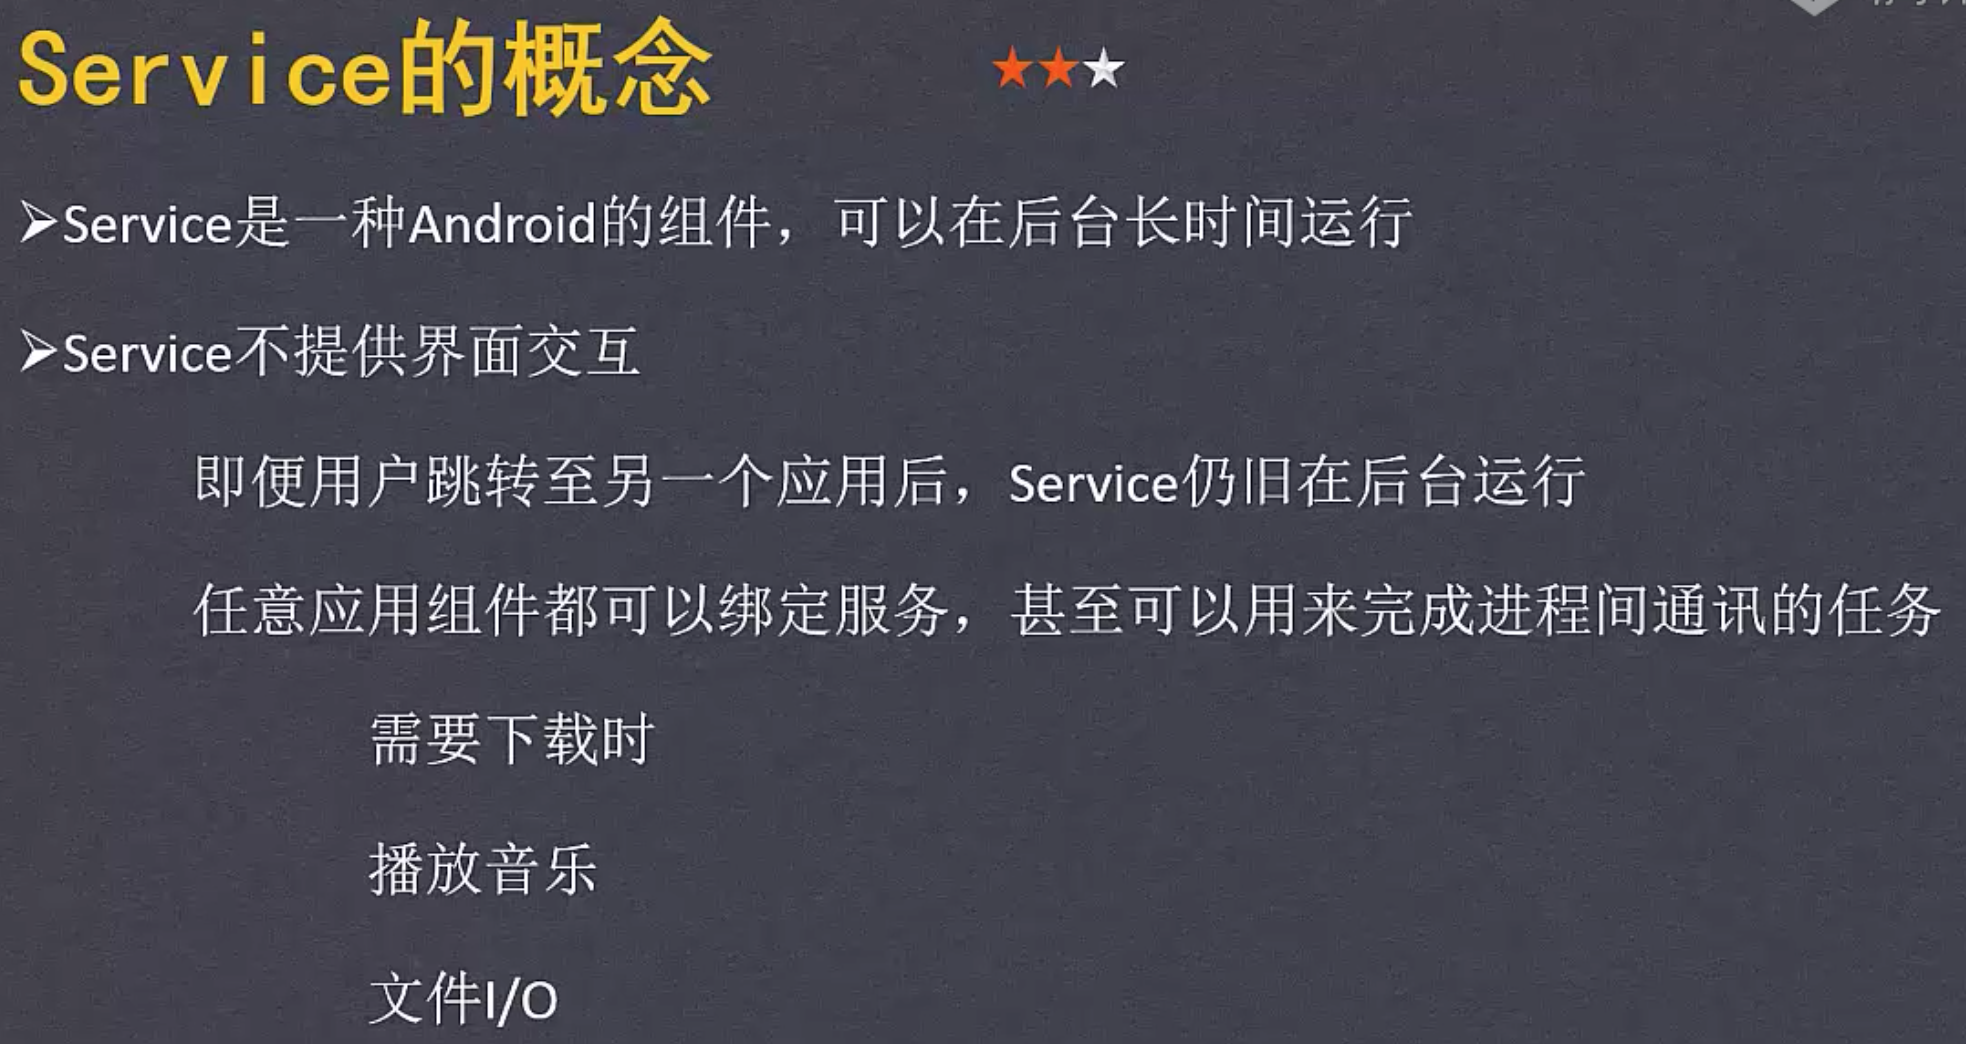 Service的概念
➢Service是一种Android的组件，可以在后台长时间运行
➢Service不提供界面交互
即便用户跳转至另一个应用后，Service仍旧在后台运行
任意应用组件都可以绑定服务，甚至可以用来完成进程间通讯的任务
需要下载时
播放音乐
文件I/O